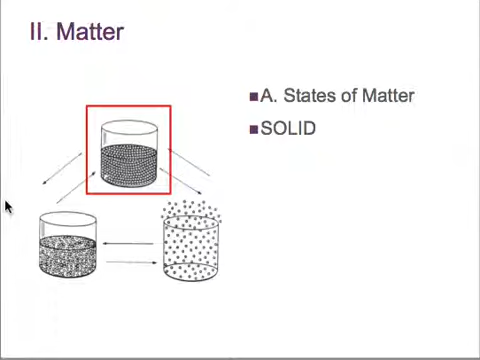 II. Matter
A. States of Matter
SOLID